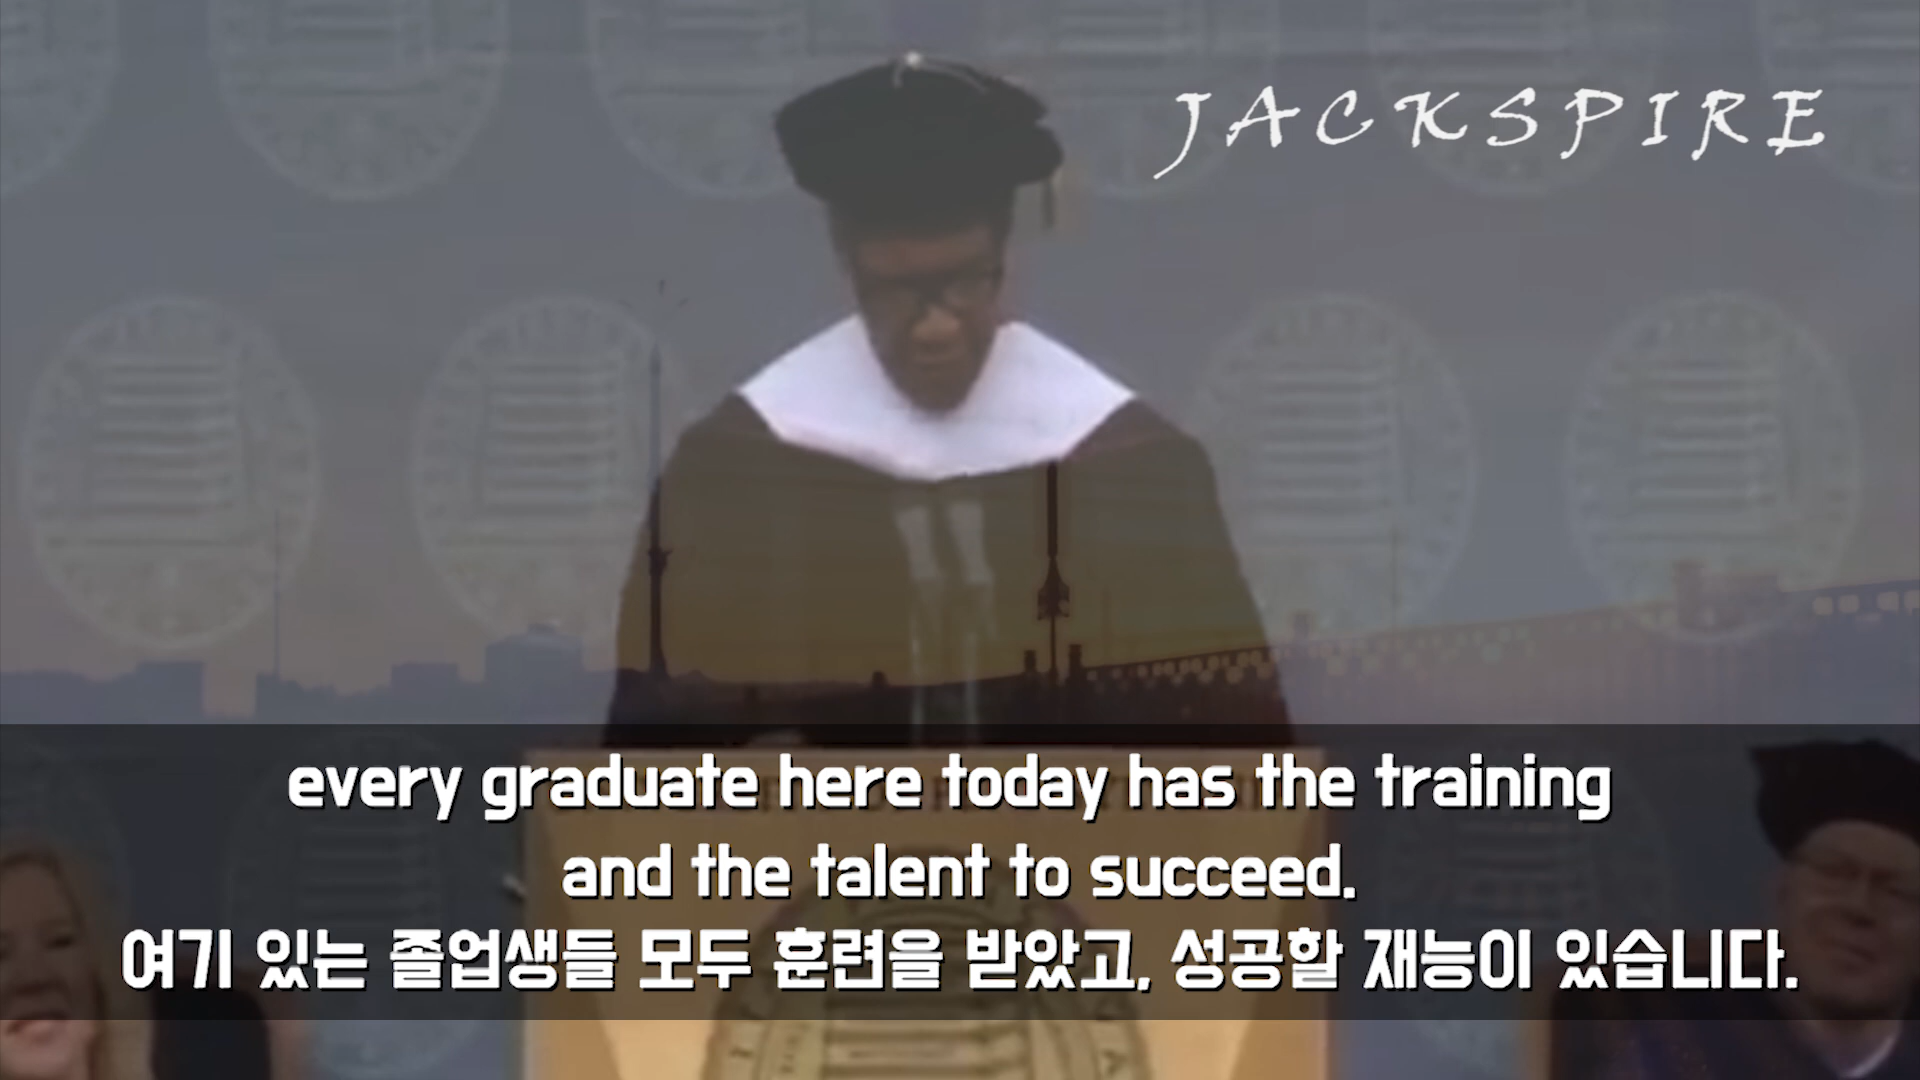 JACKSPIRE
every graduate here today has the training
and the talent to succeed.
여기 있는 졸업생들 모두 훈련을 받았고, 성공할 재능이 있습니다.